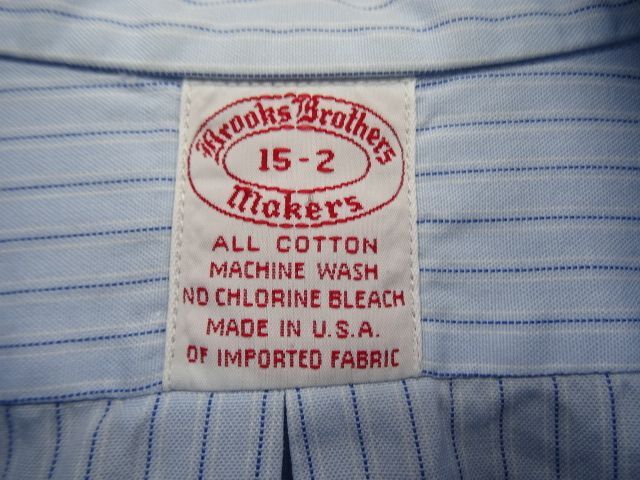 Brooks Brothers
15-2
Makers
ALL COTTON
MACHINE WASH
NO CHLORINE BLEACH
MADE IN U.S.A.
OF IMPORTED FABRIC